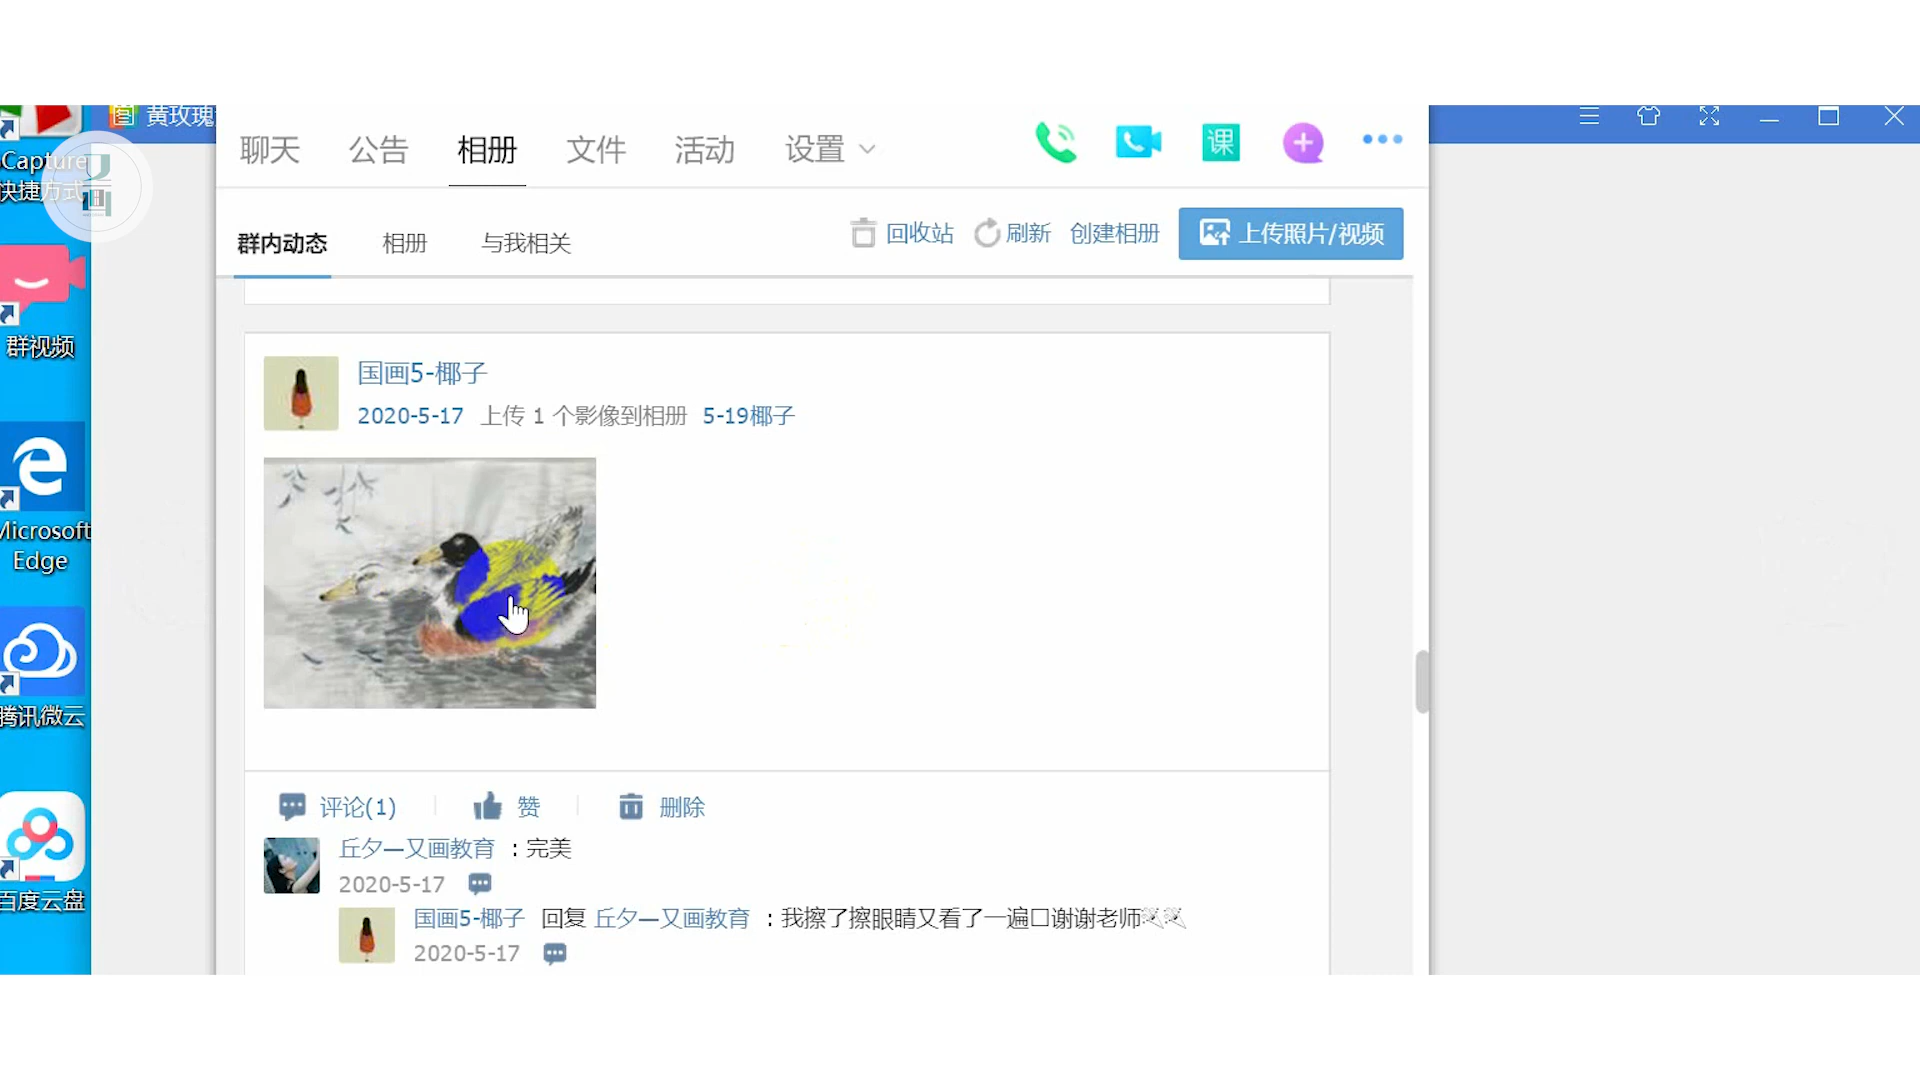 黄玫瑰
聊天 公告 相册 文件 活动 设置
课
Capture
快捷方式
群内动态 相册 与我相关 回收站 刷新 创建相册 上传照片/视频
群视频
国画5-椰子
2020-5-17 上传 1 个影像到相册 5-19椰子
Microsoft
Edge
腾讯微云
评论(1) 赞 删除
丘夕—又画教育 : 完美
2020-5-17
百度云盘
国画5-椰子 回复 丘夕—又画教育 : 我擦了擦眼睛又看了一遍口谢谢老师
2020-5-17